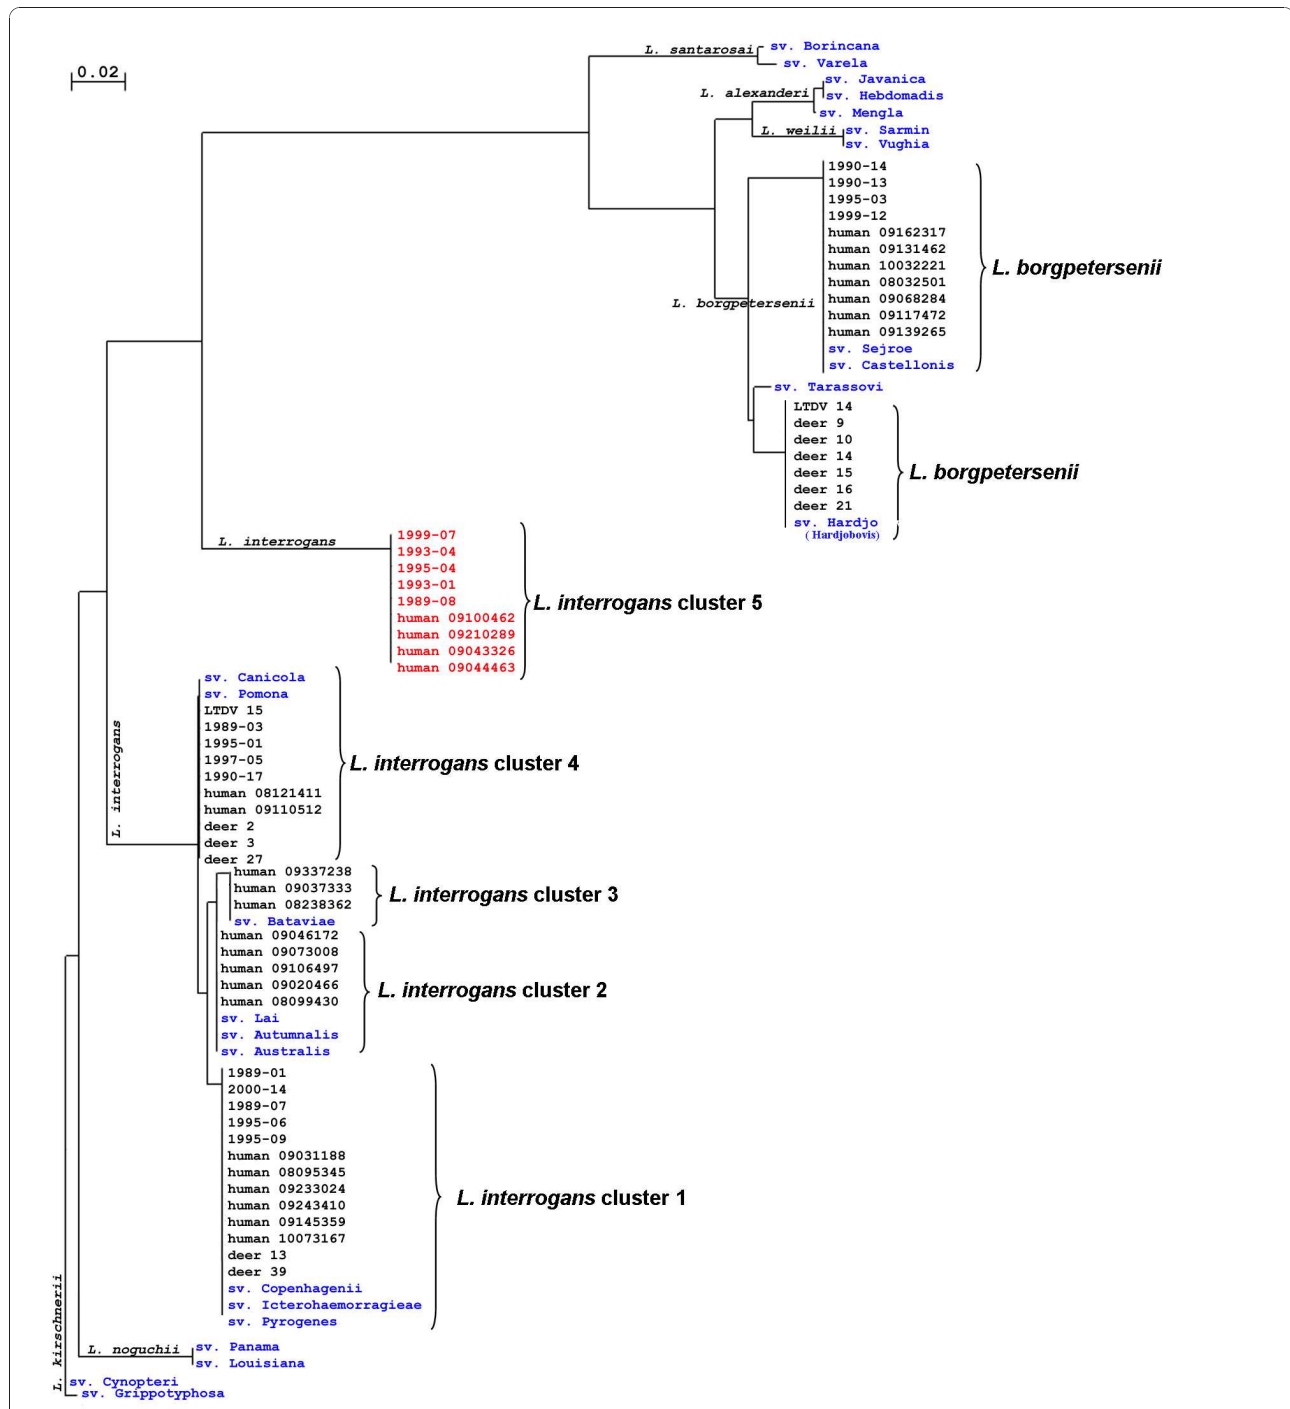 0.02
L. santarosai
sv. Borincana
sv. Varela
L. alexanderi
sv. Javanica
sv. Hebdomadis
sv. Mengla
L. weilii
sv. Sarmin
sv. Vughia
1990-14
1990-13
1995-03
1999-12
human 09162317
human 09131462
human 10032221
human 08032501
human 09068284
human 09117472
human 09139265
sv. Sejroe
sv. Castellonis
L. borgpetersenii
L. borgpetersenii
sv. Tarassovi
LTDV 14
deer 9
deer 10
deer 14
deer 15
deer 16
deer 21
sv. Hardjo
( Hardjobovis)
L. borgpetersenii
L. interrogans
1999-07
1993-04
1995-04
1993-01
1989-08
human 09100462
human 09210289
human 09043326
human 09044463
L. interrogans cluster 5
L. interrogans
sv. Canicola
sv. Pomona
LTDV 15
1989-03
1995-01
1997-05
1990-17
human 08121411
human 09110512
deer 2
deer 3
deer 27
L. interrogans cluster 4
human 09337238
human 09037333
human 08238362
sv. Bataviae
L. interrogans cluster 3
human 09046172
human 09073008
human 09106497
human 09020466
human 08099430
sv. Lai
sv. Autumnalis
sv. Australis
L. interrogans cluster 2
1989-01
2000-14
1989-07
1995-06
1995-09
human 09031188
human 08095345
human 09233024
human 09243410
human 09145359
human 10073167
deer 13
deer 39
sv. Copenhagenii
sv. Icterohaemorragieae
sv. Pyrogenes
L. interrogans cluster 1
L. noguchii
sv. Panama
sv. Louisiana
L. kirschnerii
sv. Cynopteri
sv. Grippotyphosa